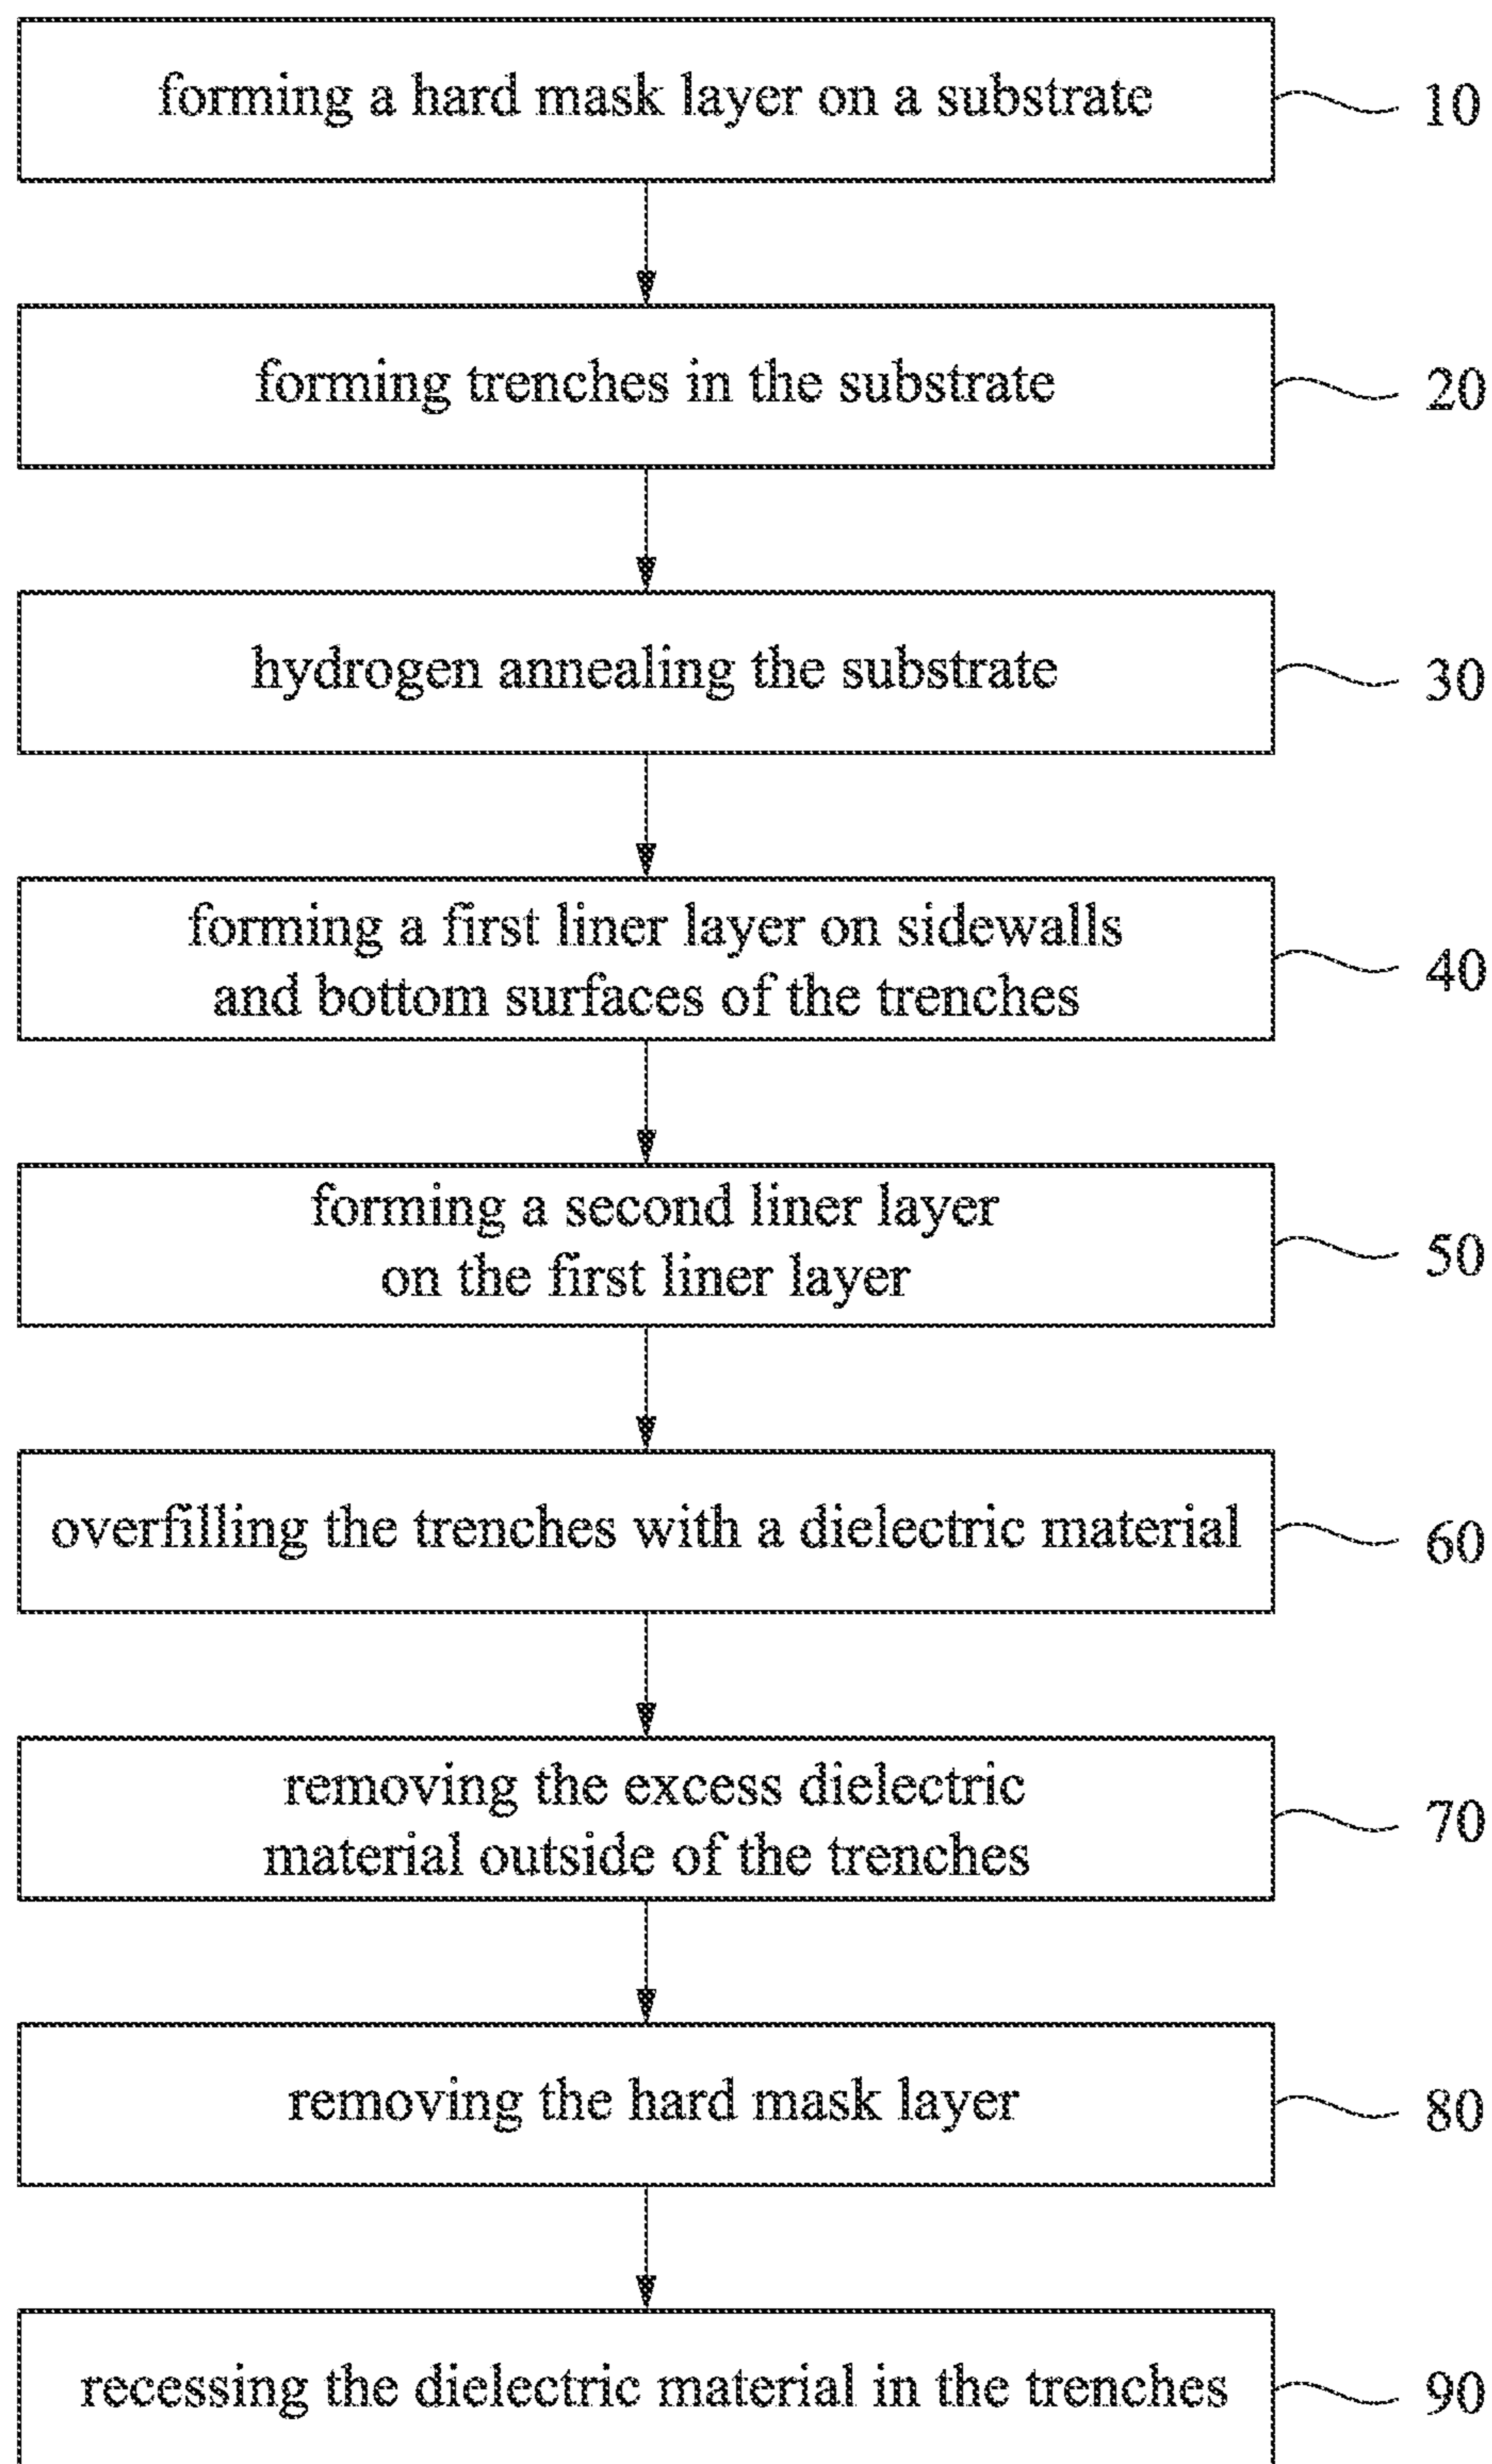 forming a hard mask layer on a substrate
10
forming trenches in the substrate
20
hydrogen annealing the substrate
30
forming a first liner layer on sidewalls
and bottom surfaces of the trenches
40
forming a second liner layer
on the first liner layer
50
overfilling the trenches with a dielectric material
60
removing the excess dielectric
material outside of the trenches
70
removing the hard mask layer
80
recessing the dielectric material in the trenches
90